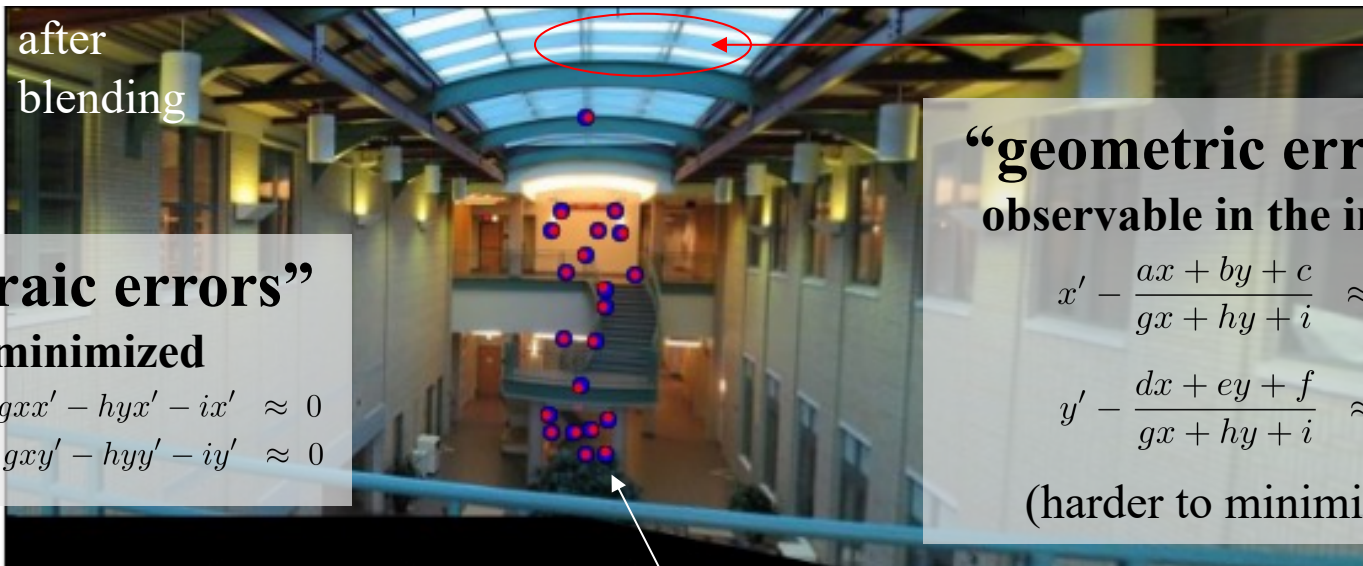 after
blending
raic errors”
minimized
gxx′ − hyx′ − ix′ ≈ 0
gxy′ − hyy′ − iy′ ≈ 0
“geometric err
observable in the i
x′ − (ax + by + c)/(gx + hy + i) ≈
y′ − (dx + ey + f)/(gx + hy + i) ≈
(harder to minimi